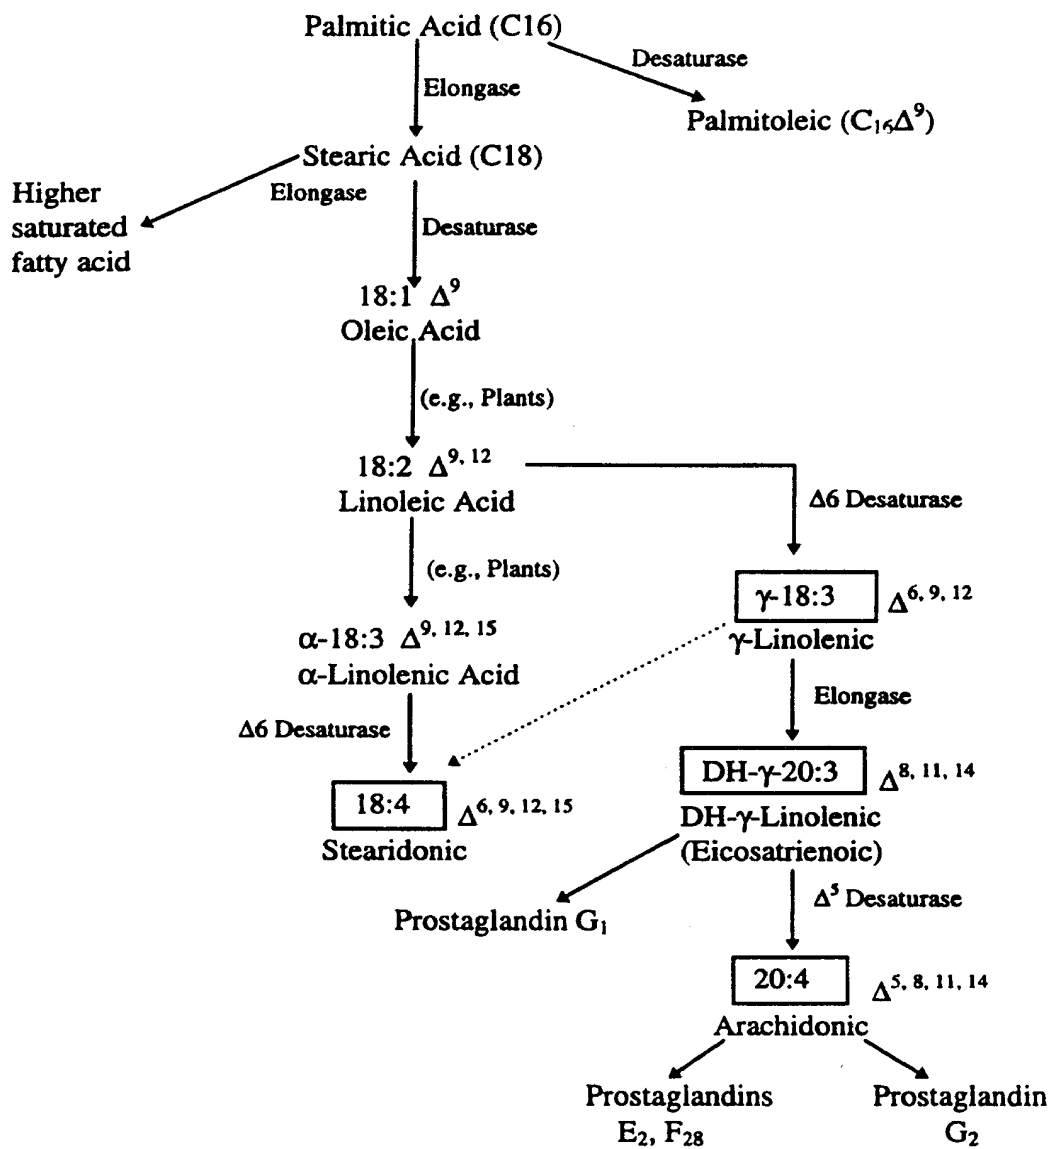 Palmitic Acid (C16)
Desaturase
Elongase
Palmitoleic (C₁₆Δ⁹)
Stearic Acid (C18)
Elongase
Higher
saturated
fatty acid
Desaturase
18:1 Δ⁹
Oleic Acid
(e.g., Plants)
18:2 Δ⁹, ¹²
Linoleic Acid
Δ6 Desaturase
(e.g., Plants)
γ-18:3 Δ⁶, ⁹, ¹²
γ-Linolenic
α-18:3 Δ⁹, ¹², ¹⁵
α-Linolenic Acid
Elongase
Δ6 Desaturase
DH-γ-20:3 Δ⁸, ¹¹, ¹⁴
DH-γ-Linolenic
(Eicosatrienoic)
18:4 Δ⁶, ⁹, ¹², ¹⁵
Stearidonic
Δ⁵ Desaturase
Prostaglandin G₁
20:4 Δ⁵, ⁸, ¹¹, ¹⁴
Arachidonic
Prostaglandins
E₂, F₂₈
Prostaglandin
G₂